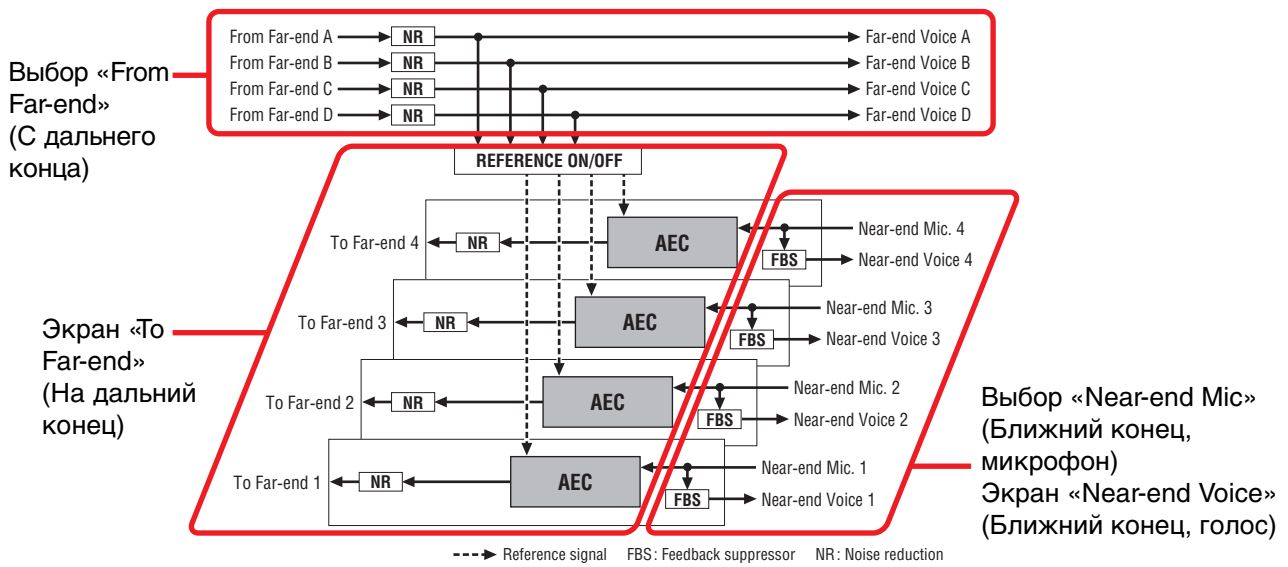 From Far-end A NR Far-end Voice A
From Far-end B NR Far-end Voice B
From Far-end C NR Far-end Voice C
From Far-end D NR Far-end Voice D
Выбор «From
Far-end»
(С дальнего
конца)
REFERENCE ON/OFF
To Far-end 4 NR AEC Near-end Mic. 4
FBS Near-end Voice 4
To Far-end 3 NR AEC Near-end Mic. 3
FBS Near-end Voice 3
To Far-end 2 NR AEC Near-end Mic. 2
FBS Near-end Voice 2
To Far-end 1 NR AEC Near-end Mic. 1
FBS Near-end Voice 1
Экран «To
Far-end»
(На дальний
конец)
Выбор «Near-end Mic»
(Ближний конец,
микрофон)
Экран «Near-end Voice»
(Ближний конец, голос)
Reference signal FBS: Feedback suppressor NR: Noise reduction